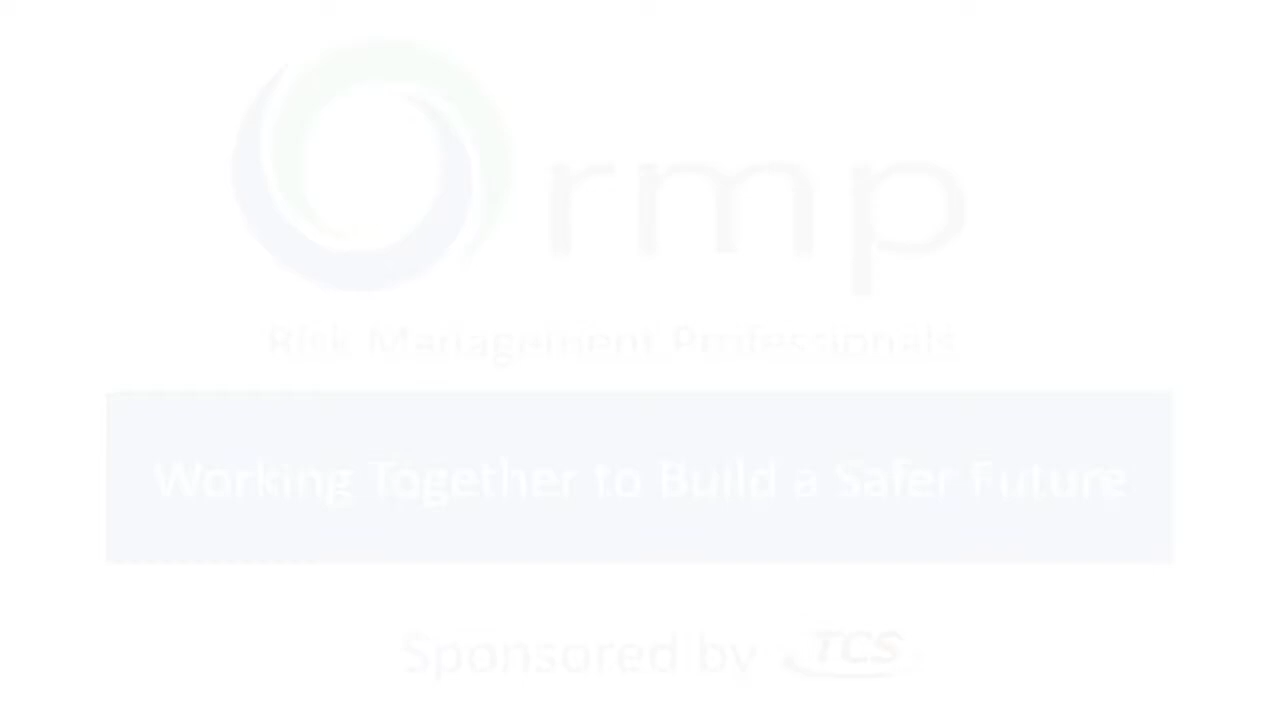 rmp
Risk Management Professionals
Working Together to Build a Safer Future
Sponsored by TCS